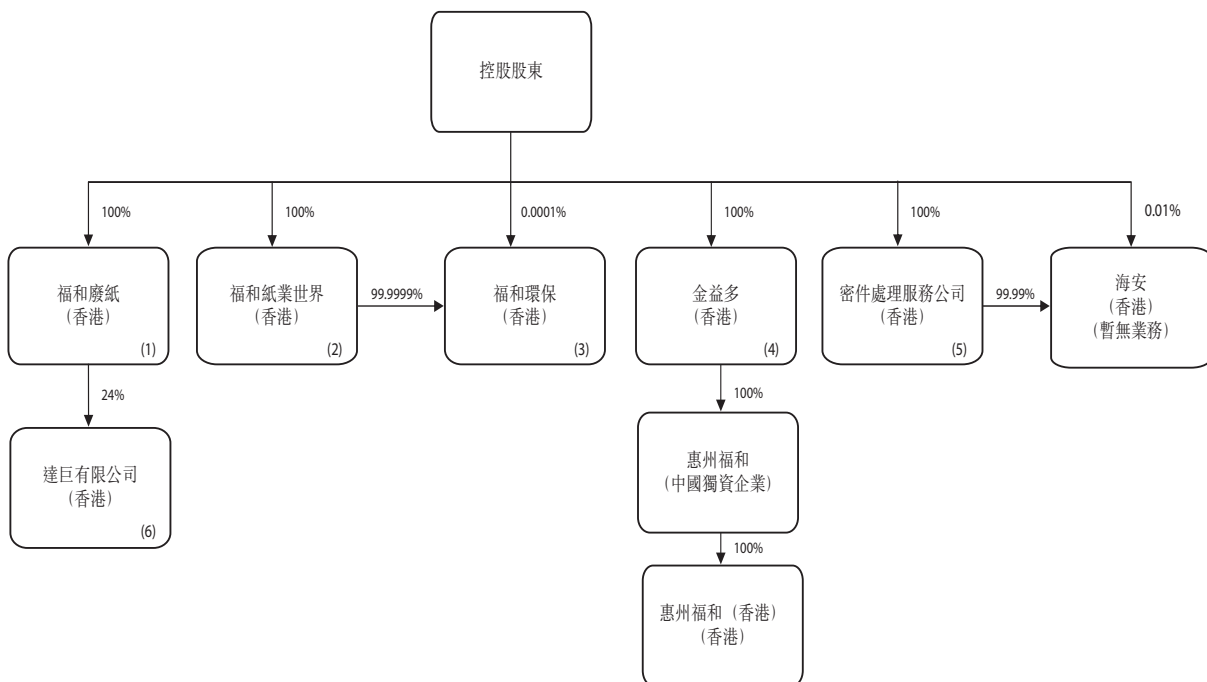 控股股東
100%
100%
0.0001%
100%
100%
0.01%
福和廢紙
(香港)
(1)
福和紙業世界
(香港)
(2)
99.9999%
福和環保
(香港)
(3)
金益多
(香港)
(4)
密件處理服務公司
(香港)
(5)
99.99%
海安
(香港)
(暫無業務)
24%
100%
達巨有限公司
(香港)
(6)
惠州福和
(中國獨資企業)
100%
惠州福和（香港）
(香港)